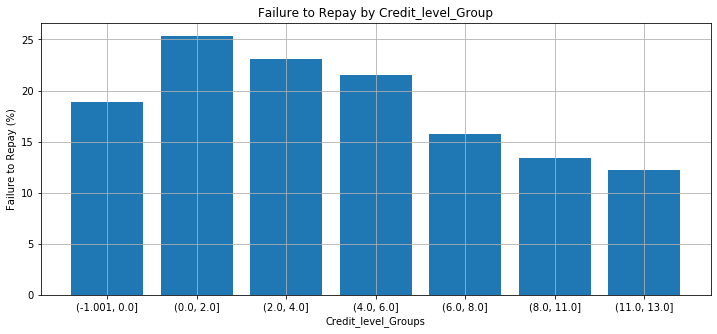 Failure to Repay by Credit_level_Group
Failure to Repay (%)
25
20
15
10
5
0
(-1.001, 0.0] (0.0, 2.0] (2.0, 4.0] (4.0, 6.0] (6.0, 8.0] (8.0, 11.0] (11.0, 13.0]
Credit_level_Groups